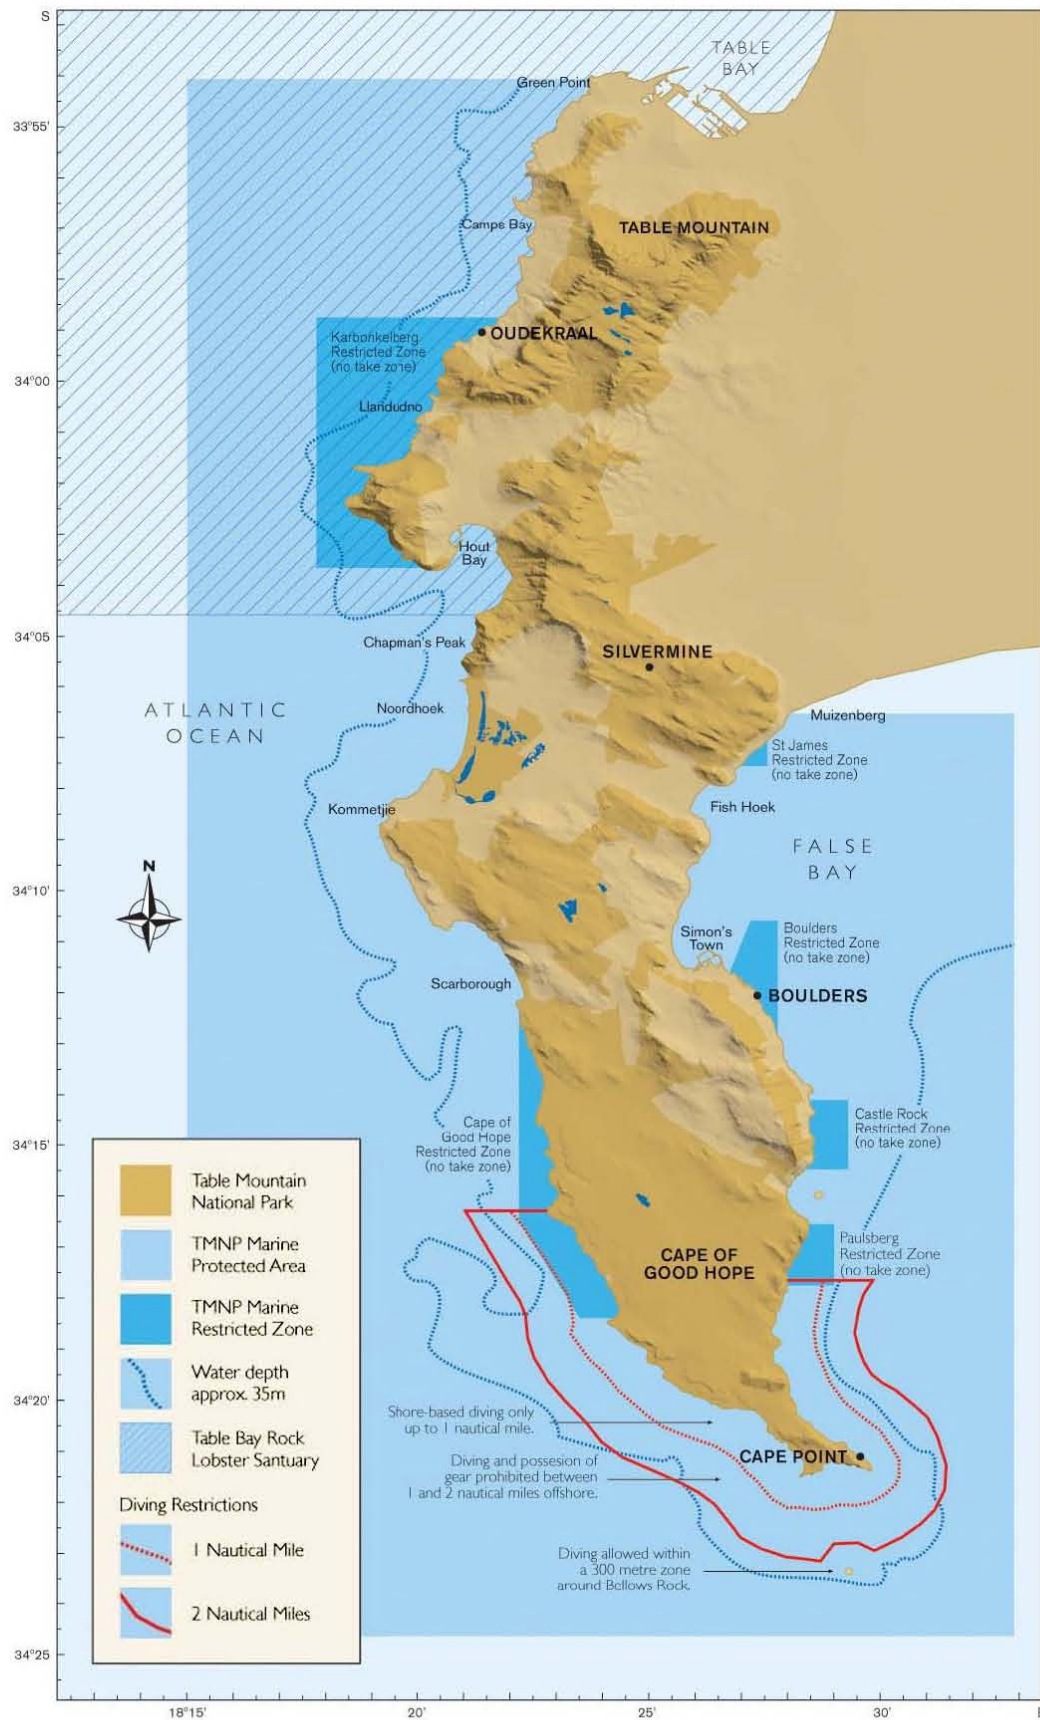 S
TABLE
BAY
Green Point
33°55'
Camps Bay
TABLE MOUNTAIN
Karbonkelberg
Restricted Zone
(no take zone)
OUDEKRAAL
34°00'
Llandudno
Hout
Bay
34°05'
Chapman's Peak
SILVERMINE
ATLANTIC
OCEAN
Noordhoek
Muizenberg
St James
Restricted Zone
(no take zone)
Kommetjie
Fish Hoek
FALSE
BAY
N
34°10'
Simon's
Town
Boulders
Restricted Zone
(no take zone)
Scarborough
BOULDERS
Cape of
Good Hope
Restricted Zone
(no take zone)
Castle Rock
Restricted Zone
(no take zone)
34°15'
Paulsberg
Restricted Zone
(no take zone)
CAPE OF
GOOD HOPE
Table Mountain
National Park
TMNP Marine
Protected Area
TMNP Marine
Restricted Zone
Water depth
approx. 35m
Table Bay Rock
Lobster Santuary
Diving Restrictions
1 Nautical Mile
2 Nautical Miles
34°20'
Shore-based diving only
up to 1 nautical mile.
CAPE POINT
Diving and possesion of
gear prohibited between
1 and 2 nautical miles offshore.
Diving allowed within
a 300 metre zone
around Bellows Rock.
34°25'
18°15'
20'
25'
30'